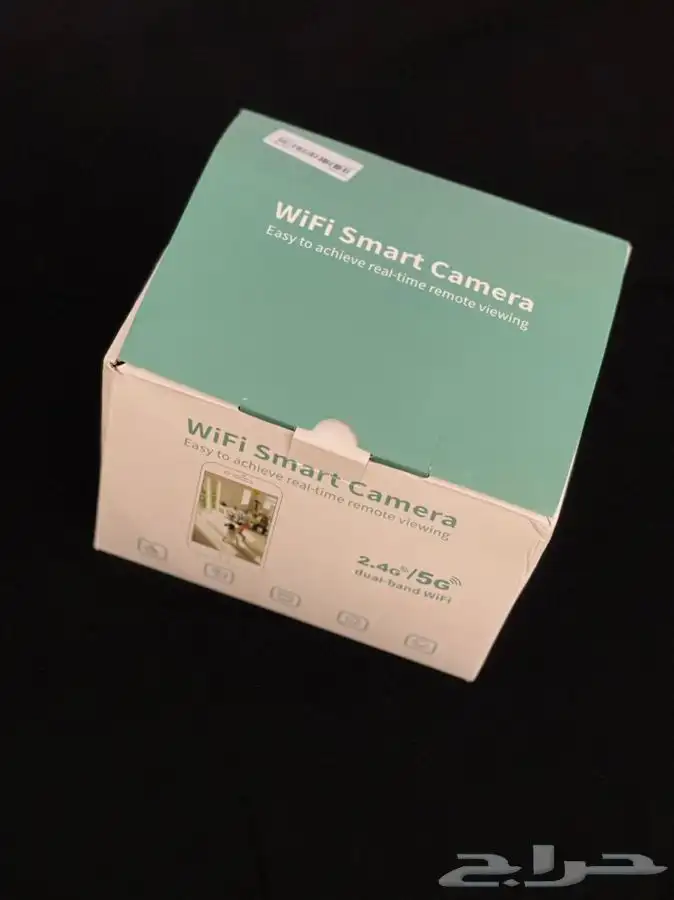 WiFi Smart Camera
Easy to achieve real-time remote viewing
WiFi Smart Camera
Easy to achieve real-time remote viewing
2.4G/5G
dual-band WiFi
حراج